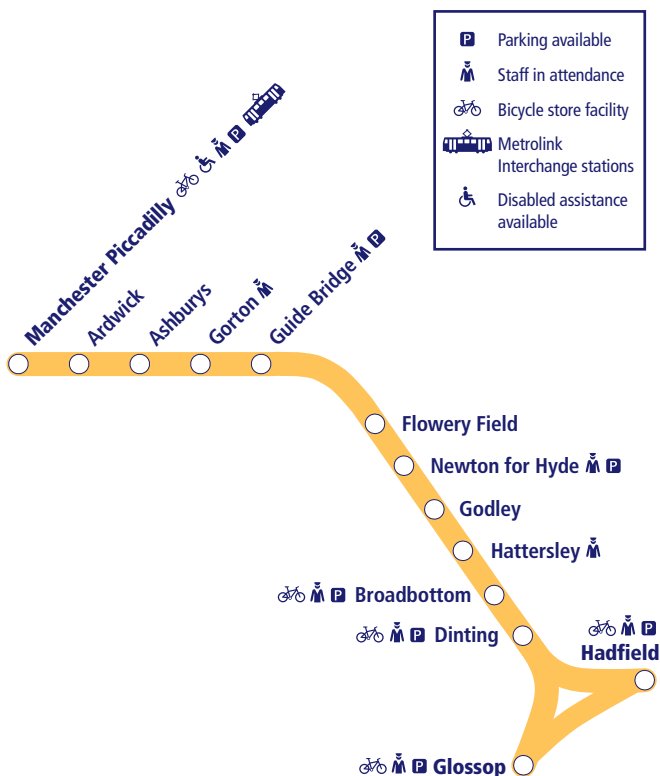 P Parking available
Staff in attendance
Bicycle store facility
Metrolink
Interchange stations
Disabled assistance
available
Manchester Piccadilly P
Ardwick
Ashburys
Gorton
Guide Bridge P
Flowery Field
Newton for Hyde P
Godley
Hattersley
P Broadbottom
P Dinting
P
Hadfield
P Glossop